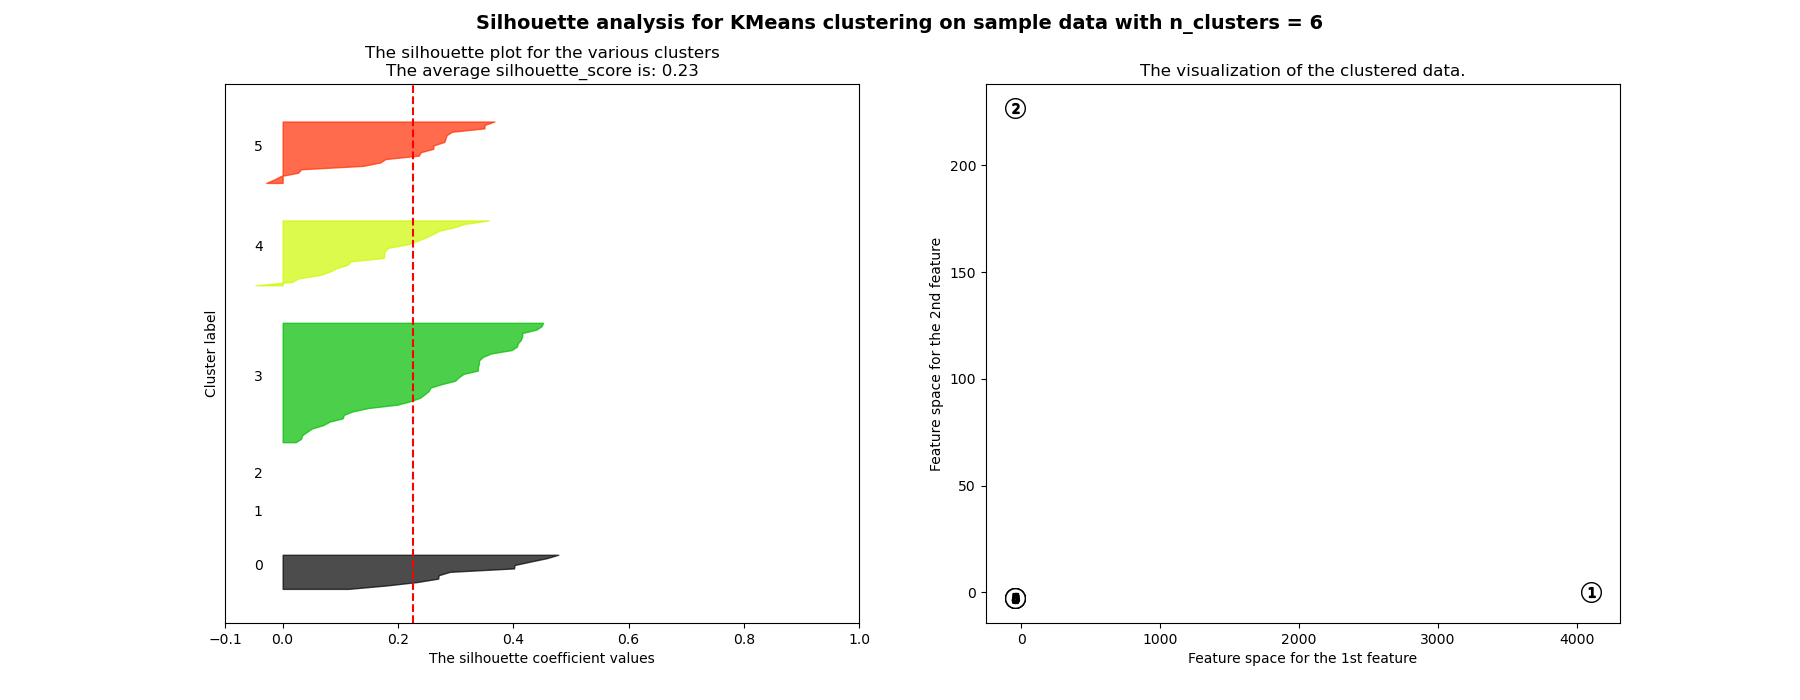 Silhouette analysis for KMeans clustering on sample data with n_clusters = 6
The silhouette plot for the various clusters
The average silhouette_score is: 0.23
5
4
3
2
1
0
Cluster label
−0.1 0.0 0.2 0.4 0.6 0.8 1.0
The silhouette coefficient values
The visualization of the clustered data.
2
200
150
100
50
0
1
Feature space for the 2nd feature
0 1000 2000 3000 4000
Feature space for the 1st feature